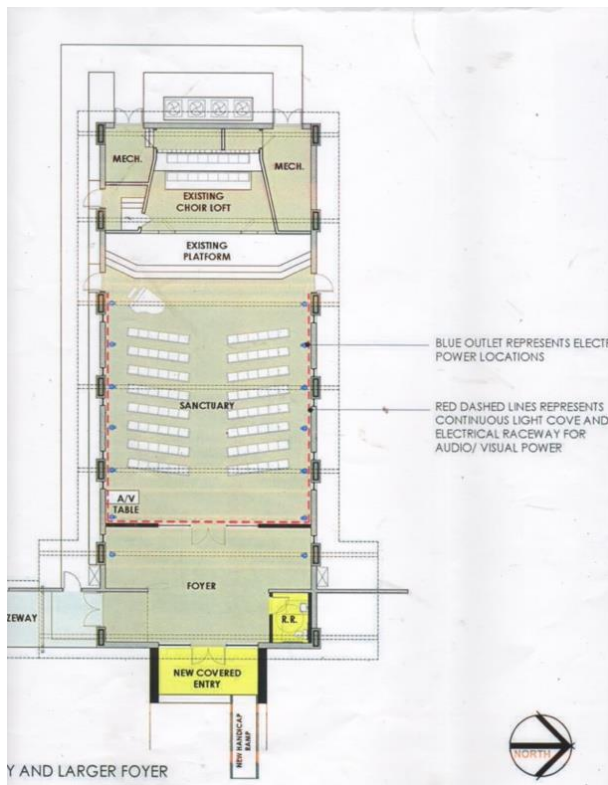 MECH.
MECH.
EXISTING
CHOIR LOFT
EXISTING
PLATFORM
BLUE OUTLET REPRESENTS ELECTR
POWER LOCATIONS
SANCTUARY
RED DASHED LINES REPRESENTS
CONTINUOUS LIGHT COVE AND
ELECTRICAL RACEWAY FOR
AUDIO/ VISUAL POWER
A/V
TABLE
FOYER
ZEWAY
R.R.
NEW COVERED
ENTRY
NEW HANDICAP
RAMP
NORTH
Y AND LARGER FOYER